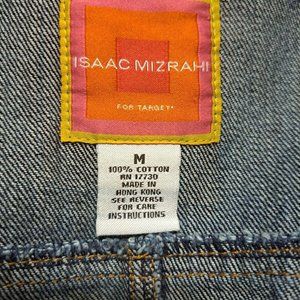 ISAAC MIZRAHI
FOR TARGET*
M
100% COTTON
RN 17730
MADE IN
HONG KONG
SEE REVERSE
FOR CARE
INSTRUCTIONS